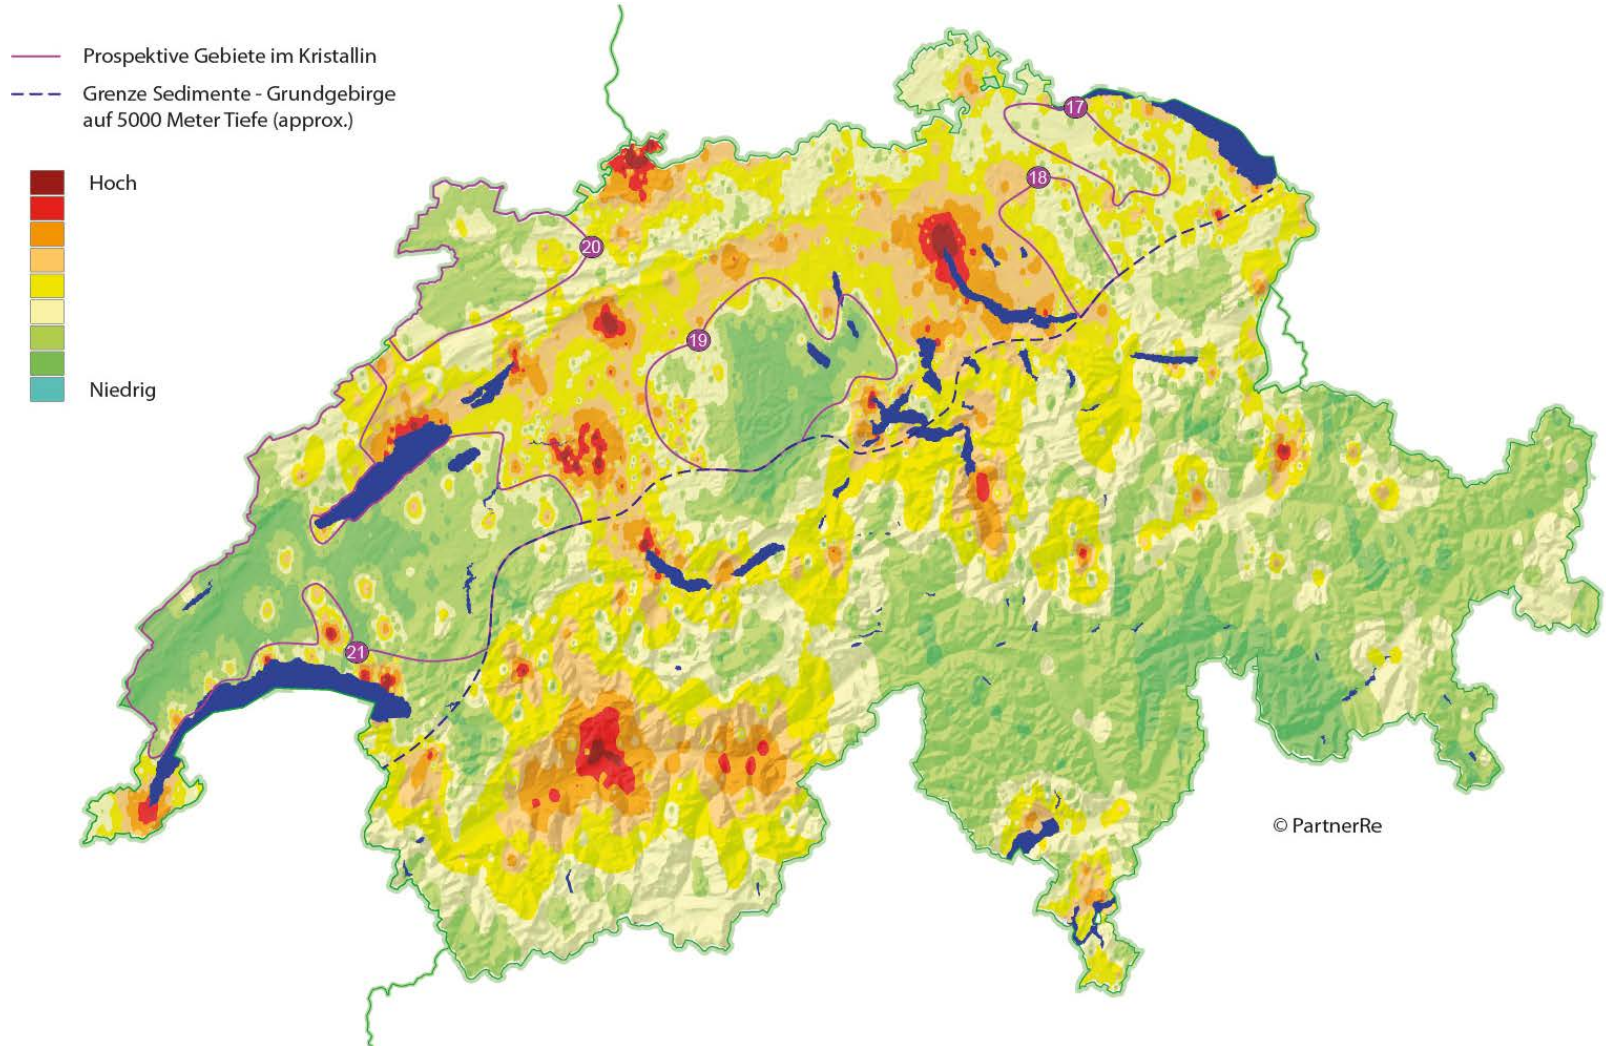 Prospektive Gebiete im Kristallin
Grenze Sedimente - Grundgebirge
auf 5000 Meter Tiefe (approx.)
Hoch
Niedrig
17
18
20
19
21
© PartnerRe